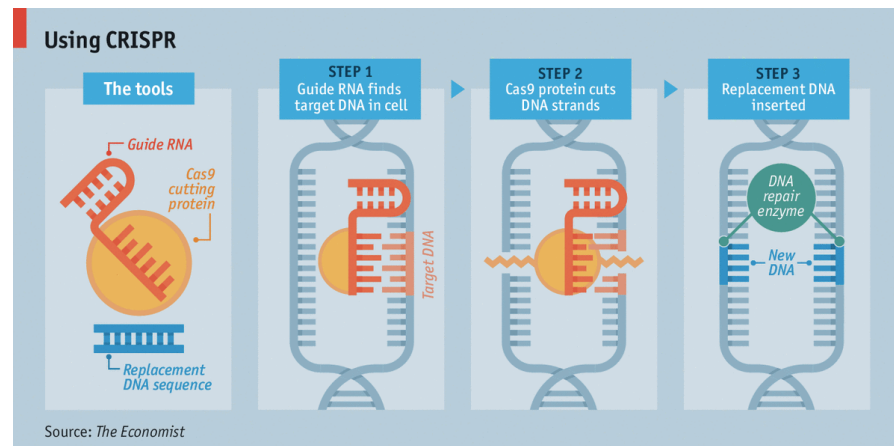 Using CRISPR
The tools
Guide RNA
Cas9
cutting
protein
Replacement
DNA sequence
STEP 1
Guide RNA finds
target DNA in cell
Target DNA
STEP 2
Cas9 protein cuts
DNA strands
STEP 3
Replacement DNA
inserted
DNA
repair
enzyme
New
DNA
Source: The Economist